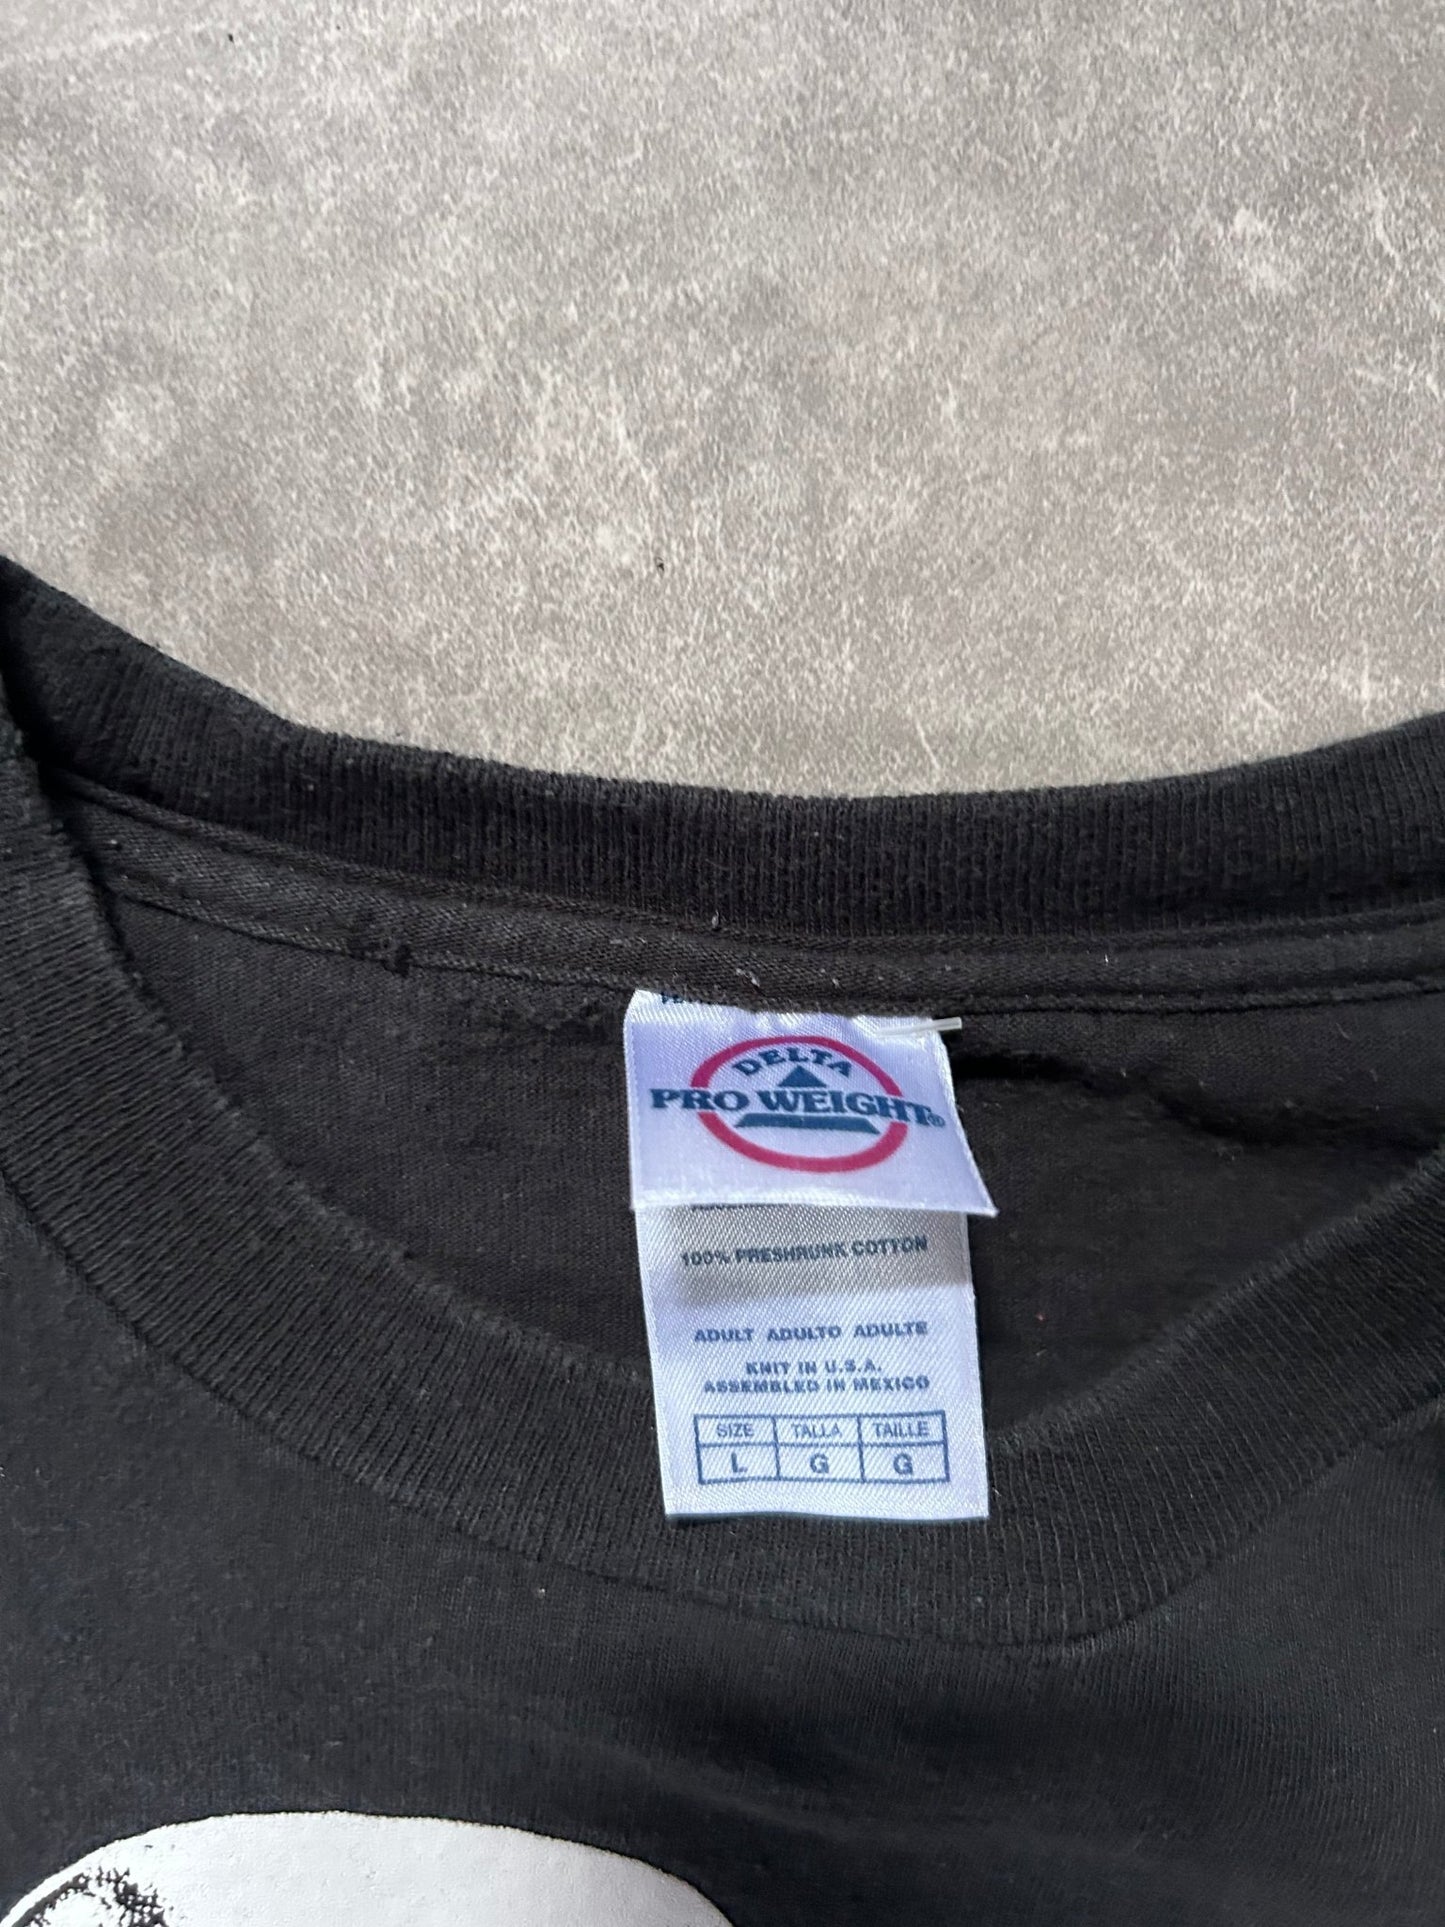 DELTA
PRO WEIGHT®
100% PRESHRUNK COTTON
ADULT ADULTO ADULTE
KNIT IN U.S.A.
ASSEMBLED IN MEXICO
SIZE TALLA TAILLE
L G G